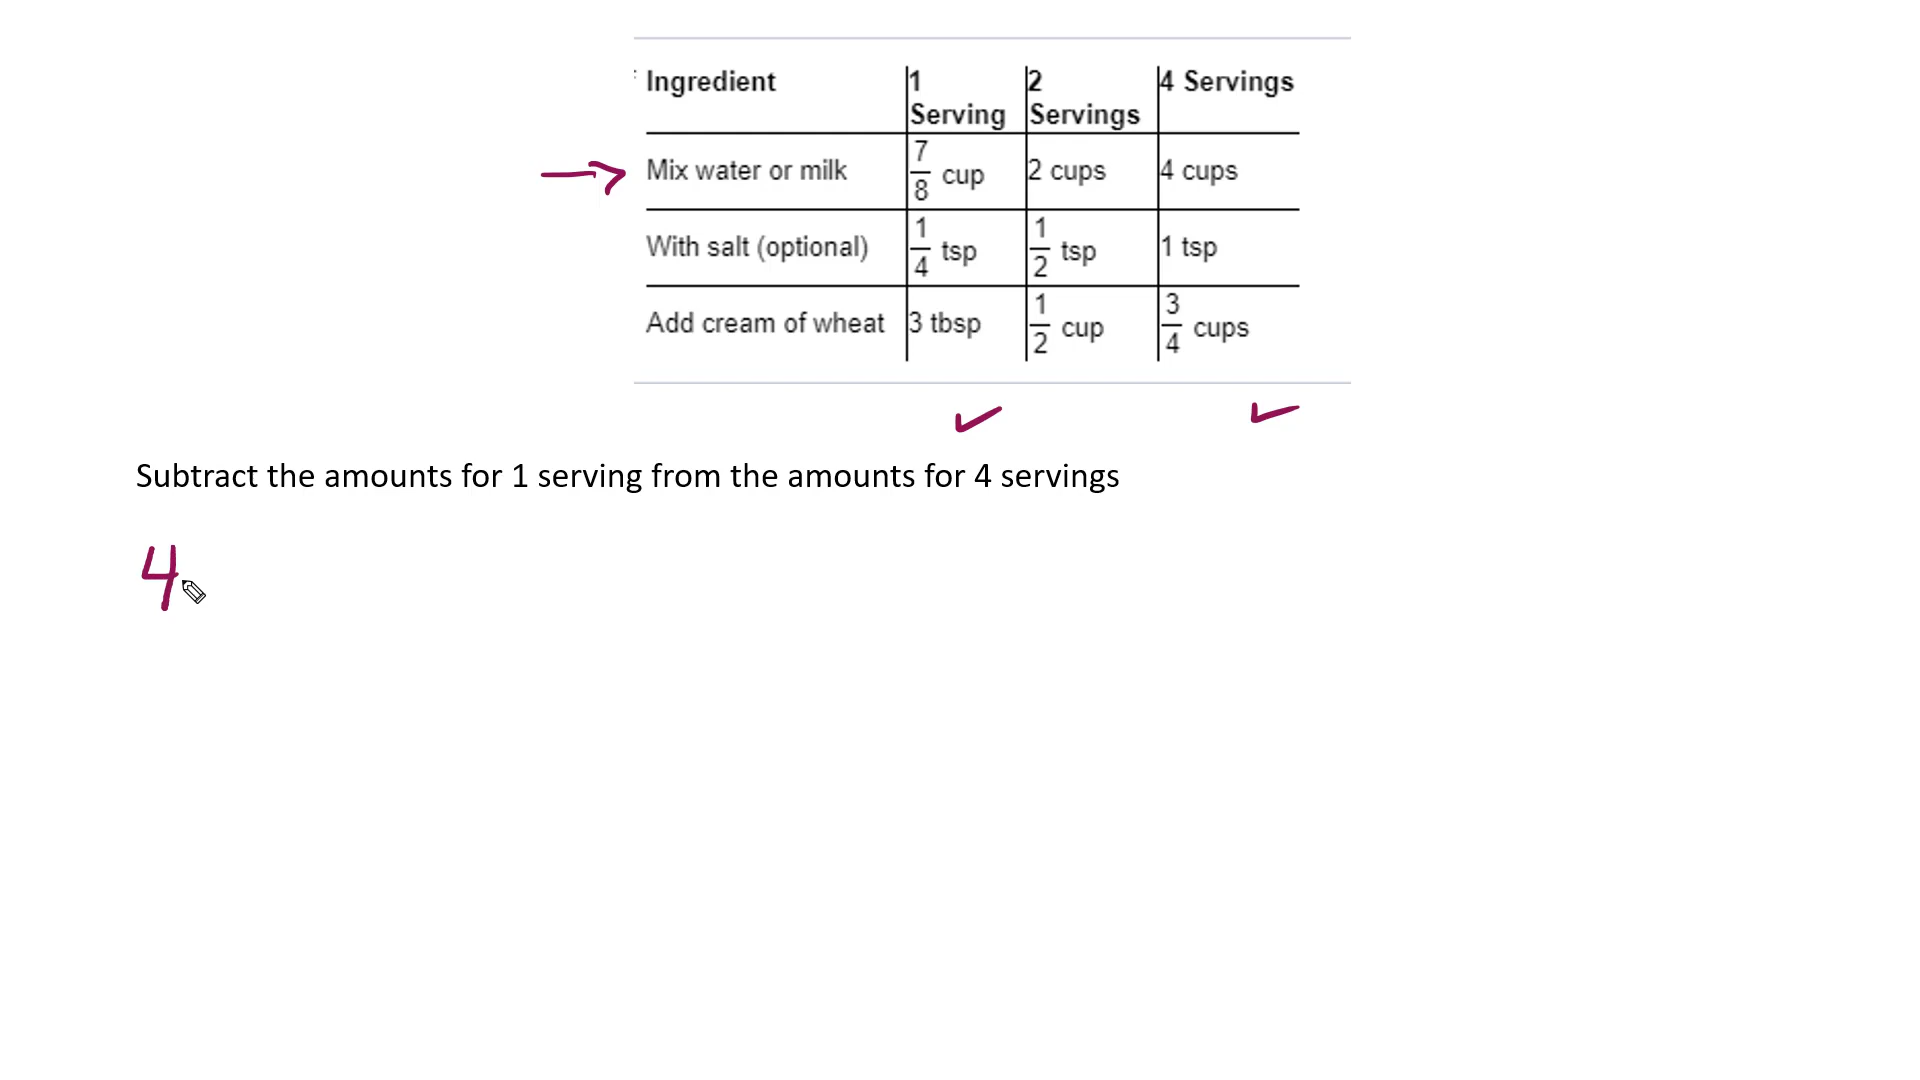 Ingredient 1 Serving 2 Servings 4 Servings
Mix water or milk 7/8 cup 2 cups 4 cups
With salt (optional) 1/4 tsp 1/2 tsp 1 tsp
Add cream of wheat 3 tbsp 1/2 cup 3/4 cups
Subtract the amounts for 1 serving from the amounts for 4 servings
4